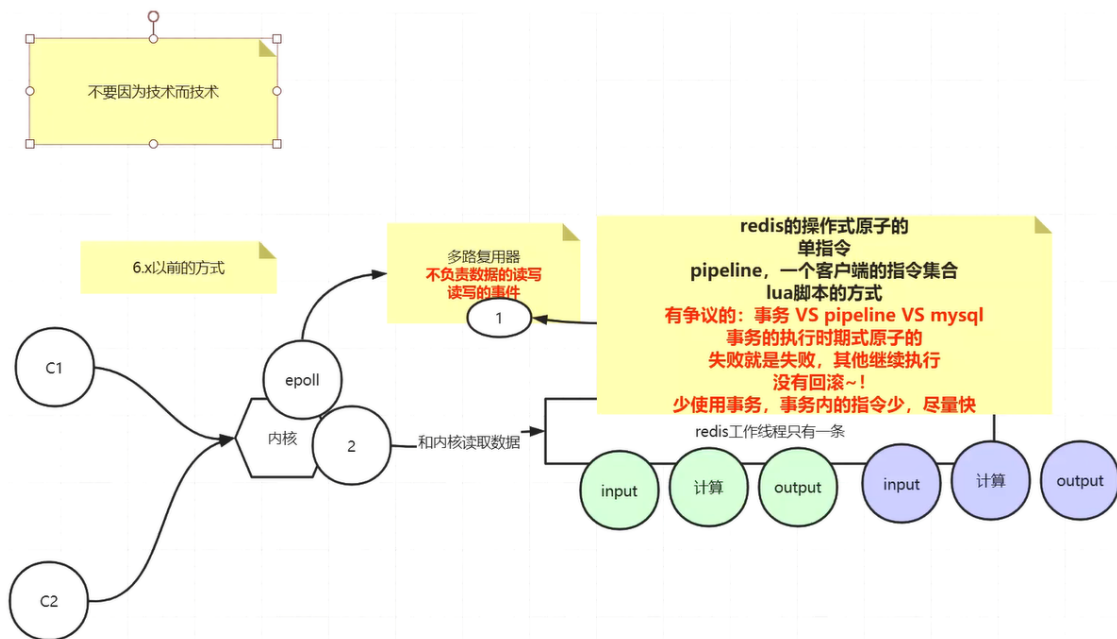 不要因为技术而技术
6.x以前的方式
多路复用器
不负责数据的读写
读写的事件
1
redis的操作式原子的
单指令
pipeline，一个客户端的指令集合
lua脚本的方式
有争议的：事务 VS pipeline VS mysql
事务的执行时期式原子的
失败就是失败，其他继续执行
没有回滚~！
少使用事务，事务内的指令少，尽量快
C1
epoll
内核
2
和内核读取数据
redis工作线程只有一条
input
计算
output
input
计算
output
C2